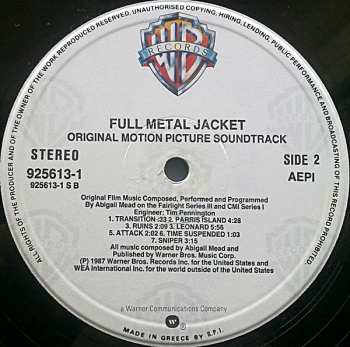 ALL RIGHTS OF THE PRODUCER AND OF THE OWNER OF THE WORK REPRODUCED RESERVED. UNAUTHORISED COPYING, HIRING, LENDING, PUBLIC PERFORMANCE AND BROADCASTING OF THIS RECORD PROHIBITED.
WB
RECORDS
FULL METAL JACKET
ORIGINAL MOTION PICTURE SOUNDTRACK
STEREO
SIDE 2
925613-1
AEPI
925613-1 S B
Original Film Music Composed, Performed and Programmed
By Abigail Mead on the Fairlight Series III and CMI Series I
Engineer: Tim Pennington
1. TRANSITION :33 2. PARRIS ISLAND 4:28
3. RUINS 2:09 4. LEONARD 5:56
5. ATTACK 2:02 6. TIME SUSPENDED 1:03
7. SNIPER 3:15
All music composed by Abigail Mead and
Published by Warner Bros. Music Corp.
(P) 1987 Warner Bros. Records Inc. for the United States and
WEA International Inc. for the world outside of the United States
a Warner Communications Company
MADE IN GREECE BY E.P.I.